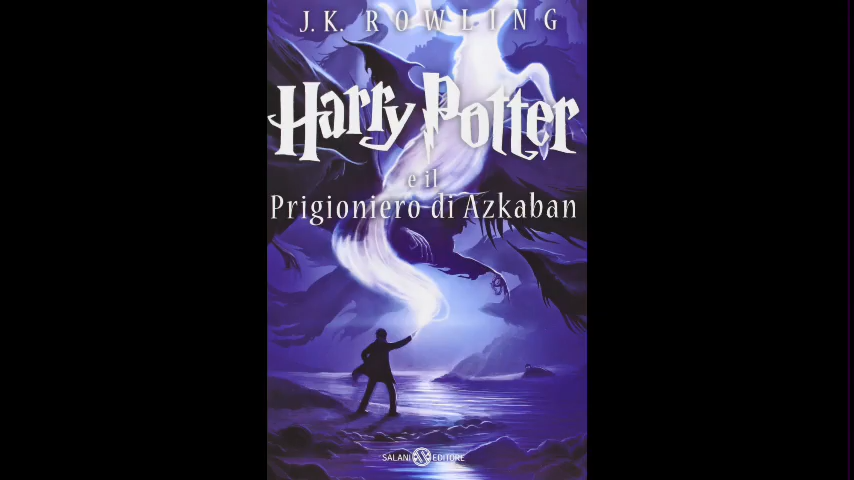 J.K. ROWLING
Harry Potter
e il
Prigioniero di Azkaban
SALANI EDITORE